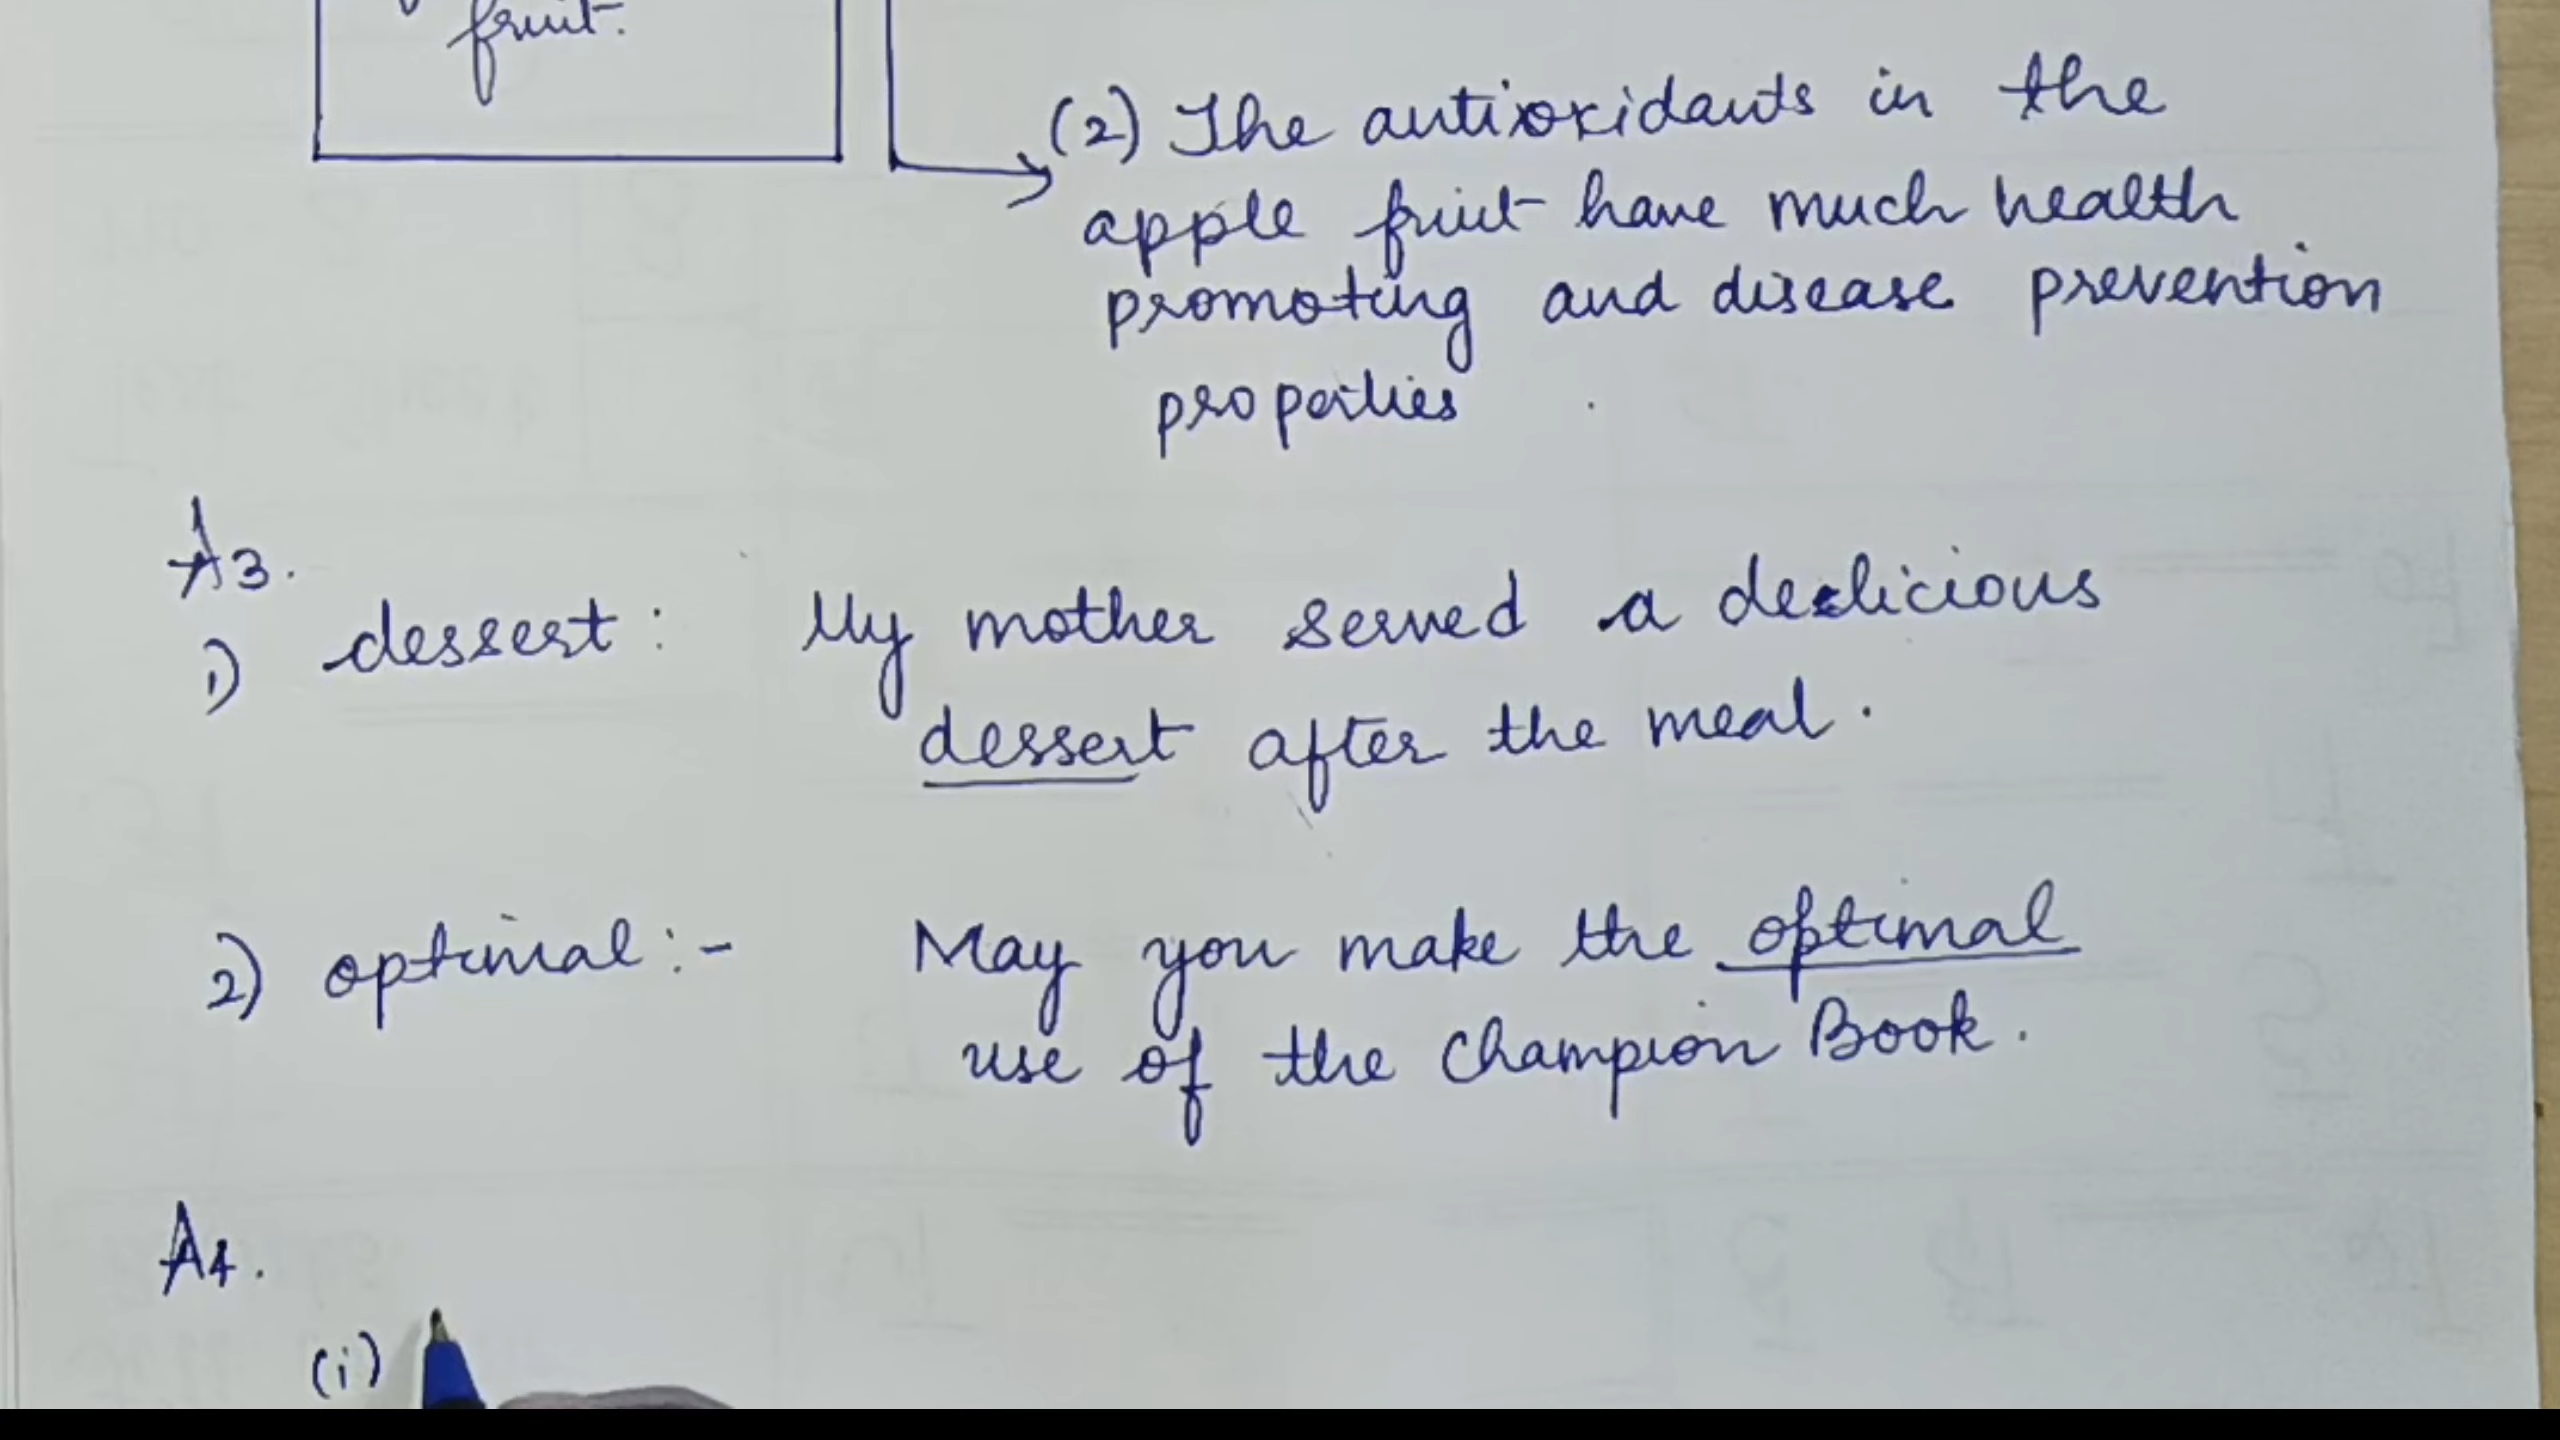 fruit.
(2) The antioxidants in the
apple fruit have much health
promoting and disease prevention
properties
A3.
1) dessert: My mother served a delicious
dessert after the meal.
2) optimal:- May you make the optimal
use of the Champion Book.
A4.
(i)